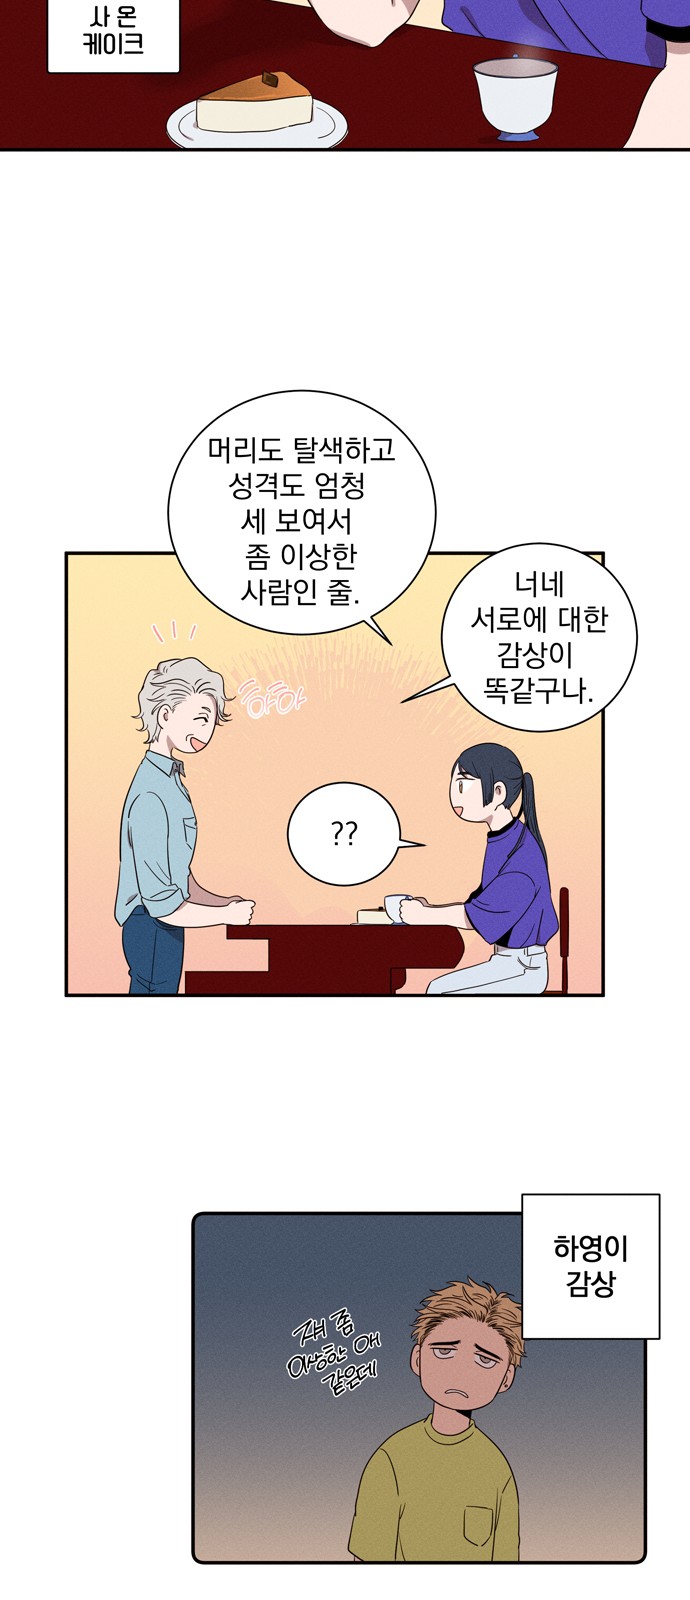 사 온
케이크
머리도 탈색하고
성격도 엄청
세 보여서
좀 이상한
사람인 줄.
너네
서로에 대한
감상이
똑같구나.
하하
??
하영이
감상
쟤 좀
이상한 애
같은데